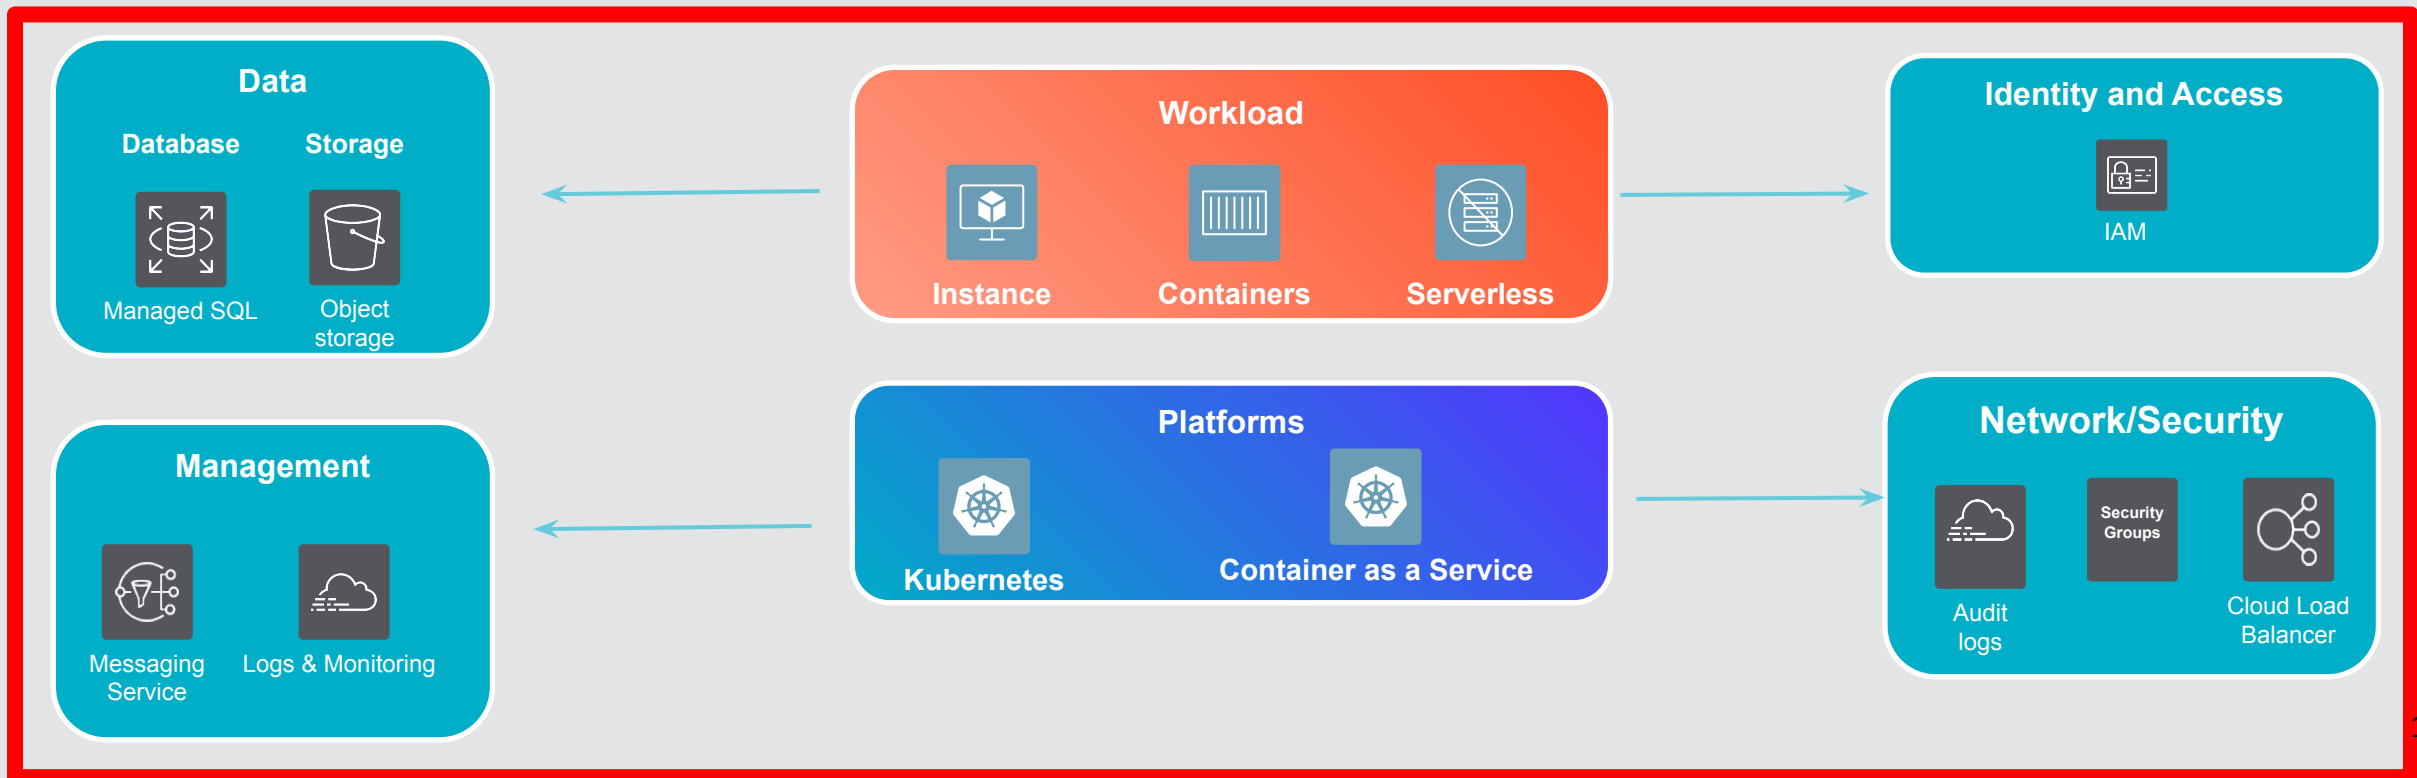 Data
Database Storage
Managed SQL
Object
storage
Workload
Instance Containers Serverless
Identity and Access
IAM
Management
Messaging
Service
Logs & Monitoring
Platforms
Kubernetes
Container as a Service
Network/Security
Audit
logs
Security
Groups
Cloud Load
Balancer